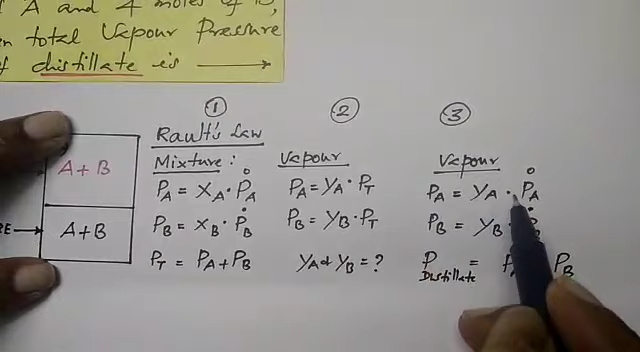 A and 4 moles of B,
total Vapour Pressure
distillate is
① ② ③
Rault's Law
Mixture : Vapour Vapour
A + B
P_A = X_A · P°_A P_A = Y_A · P_T P_A = Y_A · P°_A
A+B
P_B = X_B · P°_B P_B = Y_B · P_T P_B = Y_B ·
P_T = P_A + P_B Y_A & Y_B = ? P_Distillate = P_B